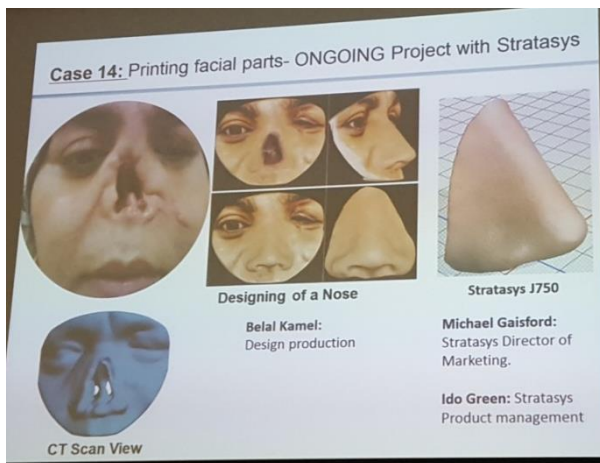 Case 14: Printing facial parts- ONGOING Project with Stratasys
Designing of a Nose
Stratasys J750
Belal Kamel:
Design production
Michael Gaisford:
Stratasys Director of
Marketing.
Ido Green: Stratasys
Product management
CT Scan View